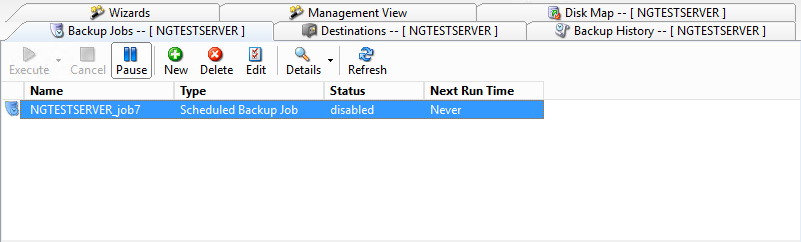 Wizards Management View Disk Map -- [ NGTESTSERVER ]
Backup Jobs -- [ NGTESTSERVER ] Destinations -- [ NGTESTSERVER ] Backup History -- [ NGTESTSERVER ]
Execute Cancel Pause New Delete Edit Details Refresh
Name Type Status Next Run Time
NGTESTSERVER_job7 Scheduled Backup Job disabled Never